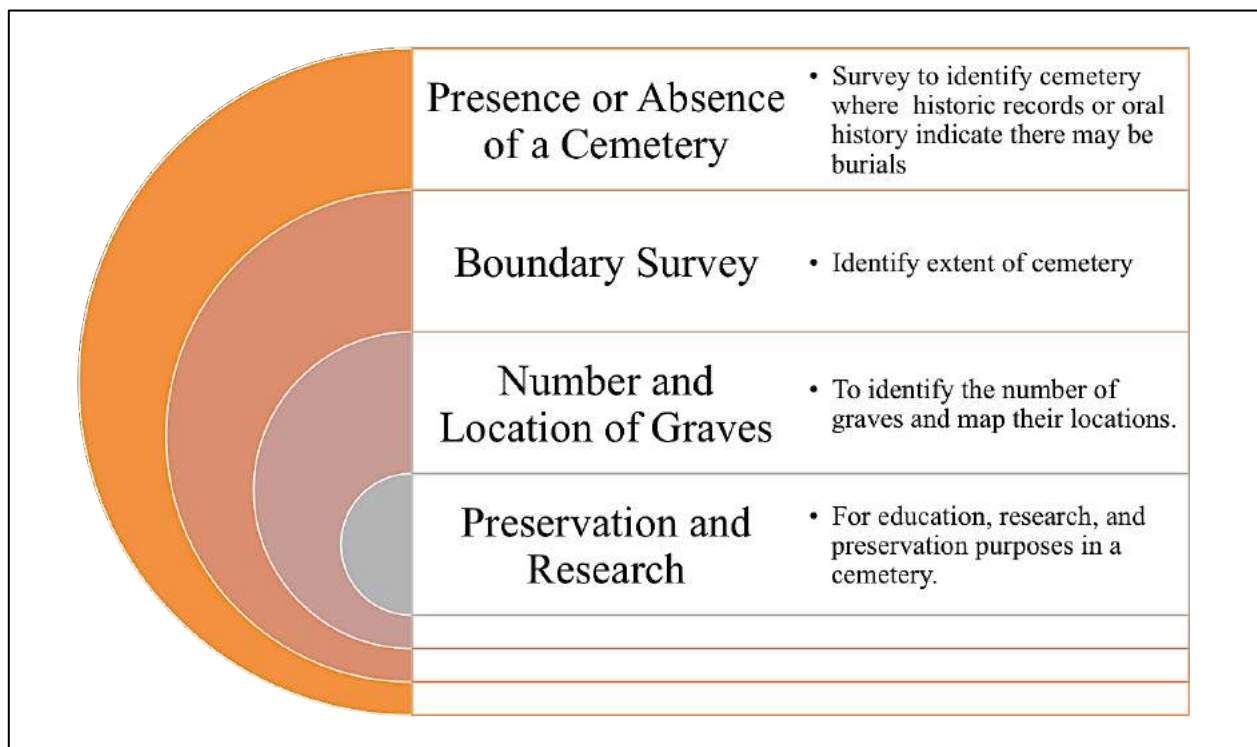 Presence or Absence
of a Cemetery
• Survey to identify cemetery
where historic records or oral
history indicate there may be
burials
Boundary Survey
• Identify extent of cemetery
Number and
Location of Graves
• To identify the number of
graves and map their locations.
Preservation and
Research
• For education, research, and
preservation purposes in a
cemetery.